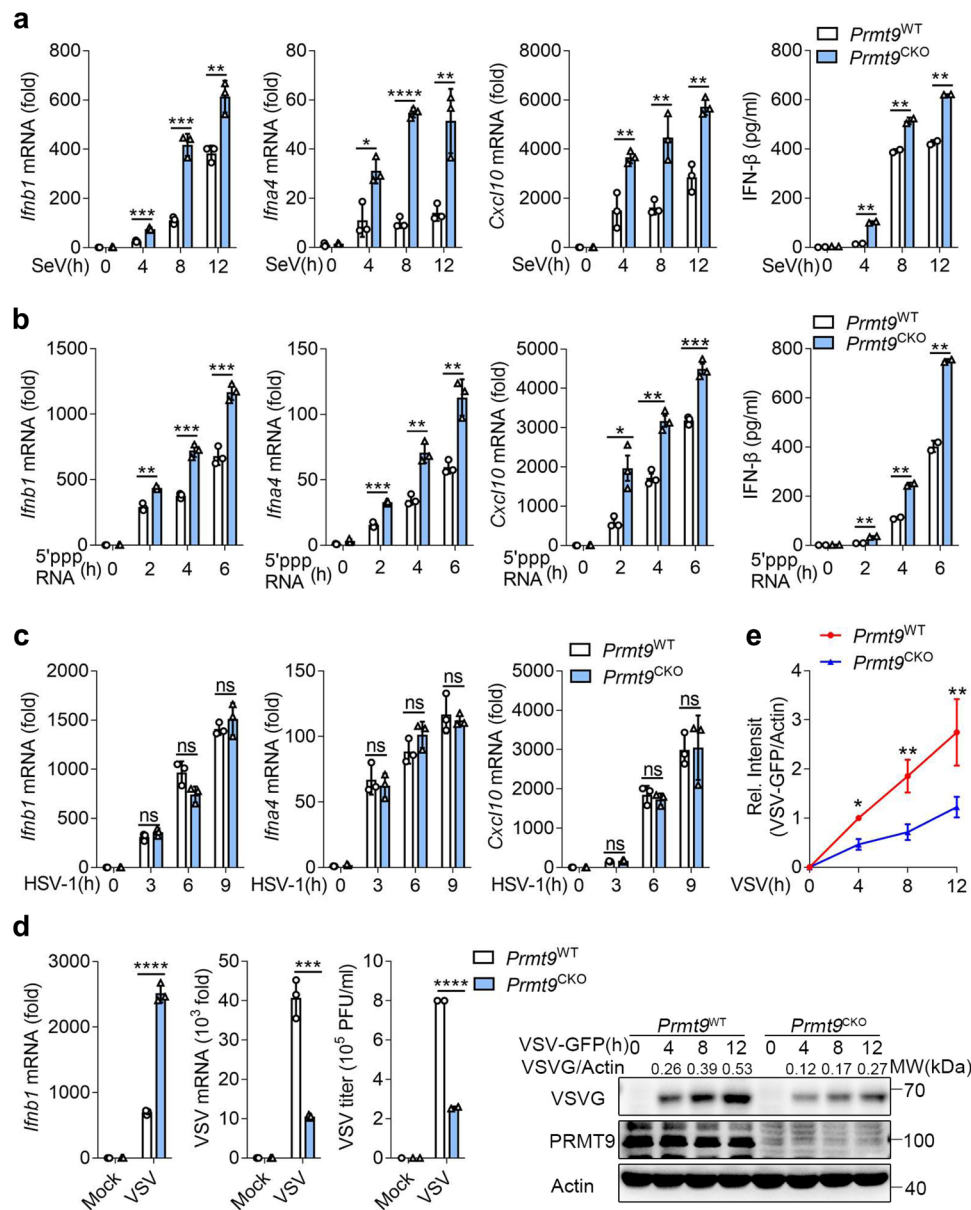 a
Ifnb1 mRNA (fold)
800
600
400
200
0
*** *** **
0 4 8 12
SeV(h)
Ifna4 mRNA (fold)
80
60
40
20
0
* **** **
0 4 8 12
SeV(h)
Cxcl10 mRNA (fold)
8000
6000
4000
2000
0
** ** **
0 4 8 12
SeV(h)
Prmt9WT
Prmt9CKO
IFN-β (pg/ml)
800
600
400
200
0
** ** **
0 4 8 12
SeV(h)
b
Ifnb1 mRNA (fold)
1500
1000
500
0
** *** ***
0 2 4 6
5'ppp RNA (h)
Ifna4 mRNA (fold)
150
100
50
0
*** ** **
0 2 4 6
5'ppp RNA (h)
Cxcl10 mRNA (fold)
5000
4000
3000
2000
1000
0
* ** ***
0 2 4 6
5'ppp RNA (h)
Prmt9WT
Prmt9CKO
IFN-β (pg/ml)
800
600
400
200
0
** ** **
0 2 4 6
5'ppp RNA (h)
c
Ifnb1 mRNA (fold)
2000
1500
1000
500
0
ns ns ns
0 3 6 9
HSV-1(h)
Ifna4 mRNA (fold)
150
100
50
0
ns ns ns
0 3 6 9
HSV-1(h)
Cxcl10 mRNA (fold)
5000
4000
3000
2000
1000
0
ns ns ns
0 3 6 9
HSV-1(h)
Prmt9WT
Prmt9CKO
e
Prmt9WT
Prmt9CKO
Rel. Intensit
(VSV-GFP/Actin)
4
3
2
1
0
* ** **
0 4 8 12
VSV(h)
d
Ifnb1 mRNA (fold)
3000
2000
1000
0
****
Mock VSV
VSV mRNA (10³ fold)
50
40
30
20
10
0
***
Mock VSV
VSV titer (10⁵ PFU/ml)
10
8
6
4
2
0
****
Mock VSV
Prmt9WT
Prmt9CKO
Prmt9WT Prmt9CKO
VSV-GFP(h) 0 4 8 12 0 4 8 12
VSVG/Actin 0.26 0.39 0.53 0.12 0.17 0.27 MW(kDa)
VSVG 70
PRMT9 100
Actin 40